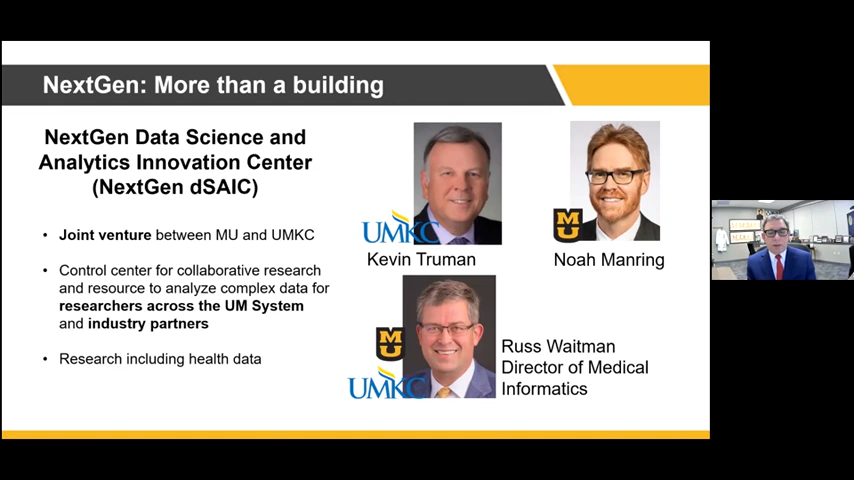 NextGen: More than a building
NextGen Data Science and
Analytics Innovation Center
(NextGen dSAIC)
• Joint venture between MU and UMKC
• Control center for collaborative research
and resource to analyze complex data for
researchers across the UM System
and industry partners
• Research including health data
UMKC
Kevin Truman
MU
Noah Manring
MU
UMKC
Russ Waitman
Director of Medical
Informatics